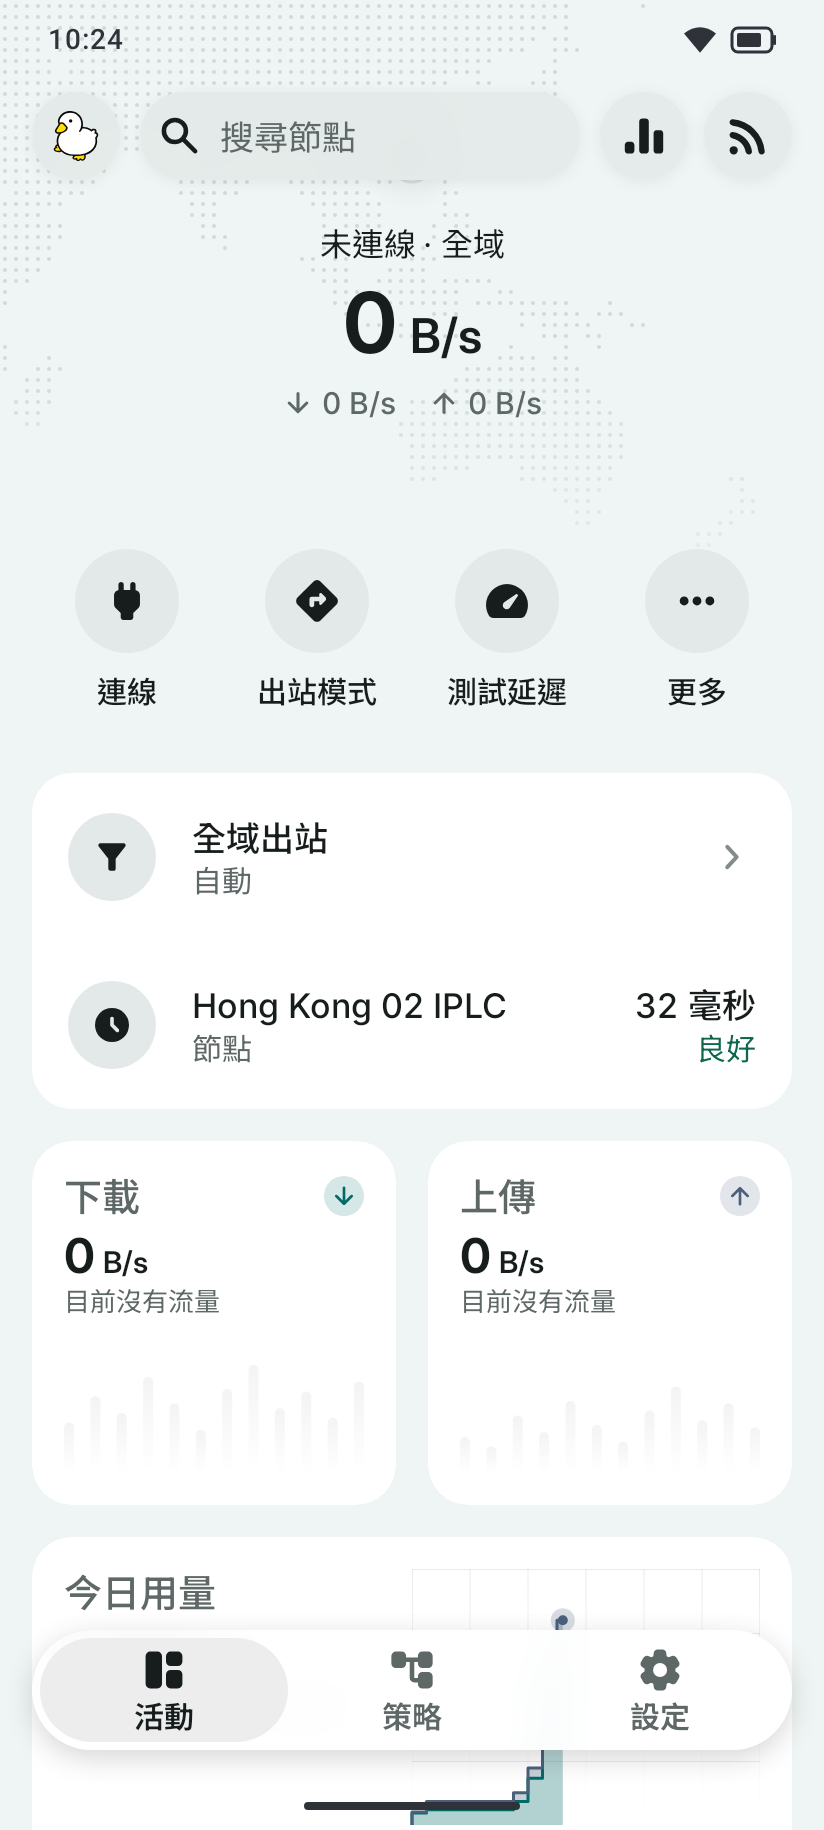 10:24
搜尋節點
未連線 · 全域
0 B/s
↓ 0 B/s ↑ 0 B/s
連線 出站模式 測試延遲 更多
全域出站
自動
Hong Kong 02 IPLC 32 毫秒
節點 良好
下載 上傳
0 B/s 0 B/s
目前沒有流量 目前沒有流量
今日用量
活動 策略 設定